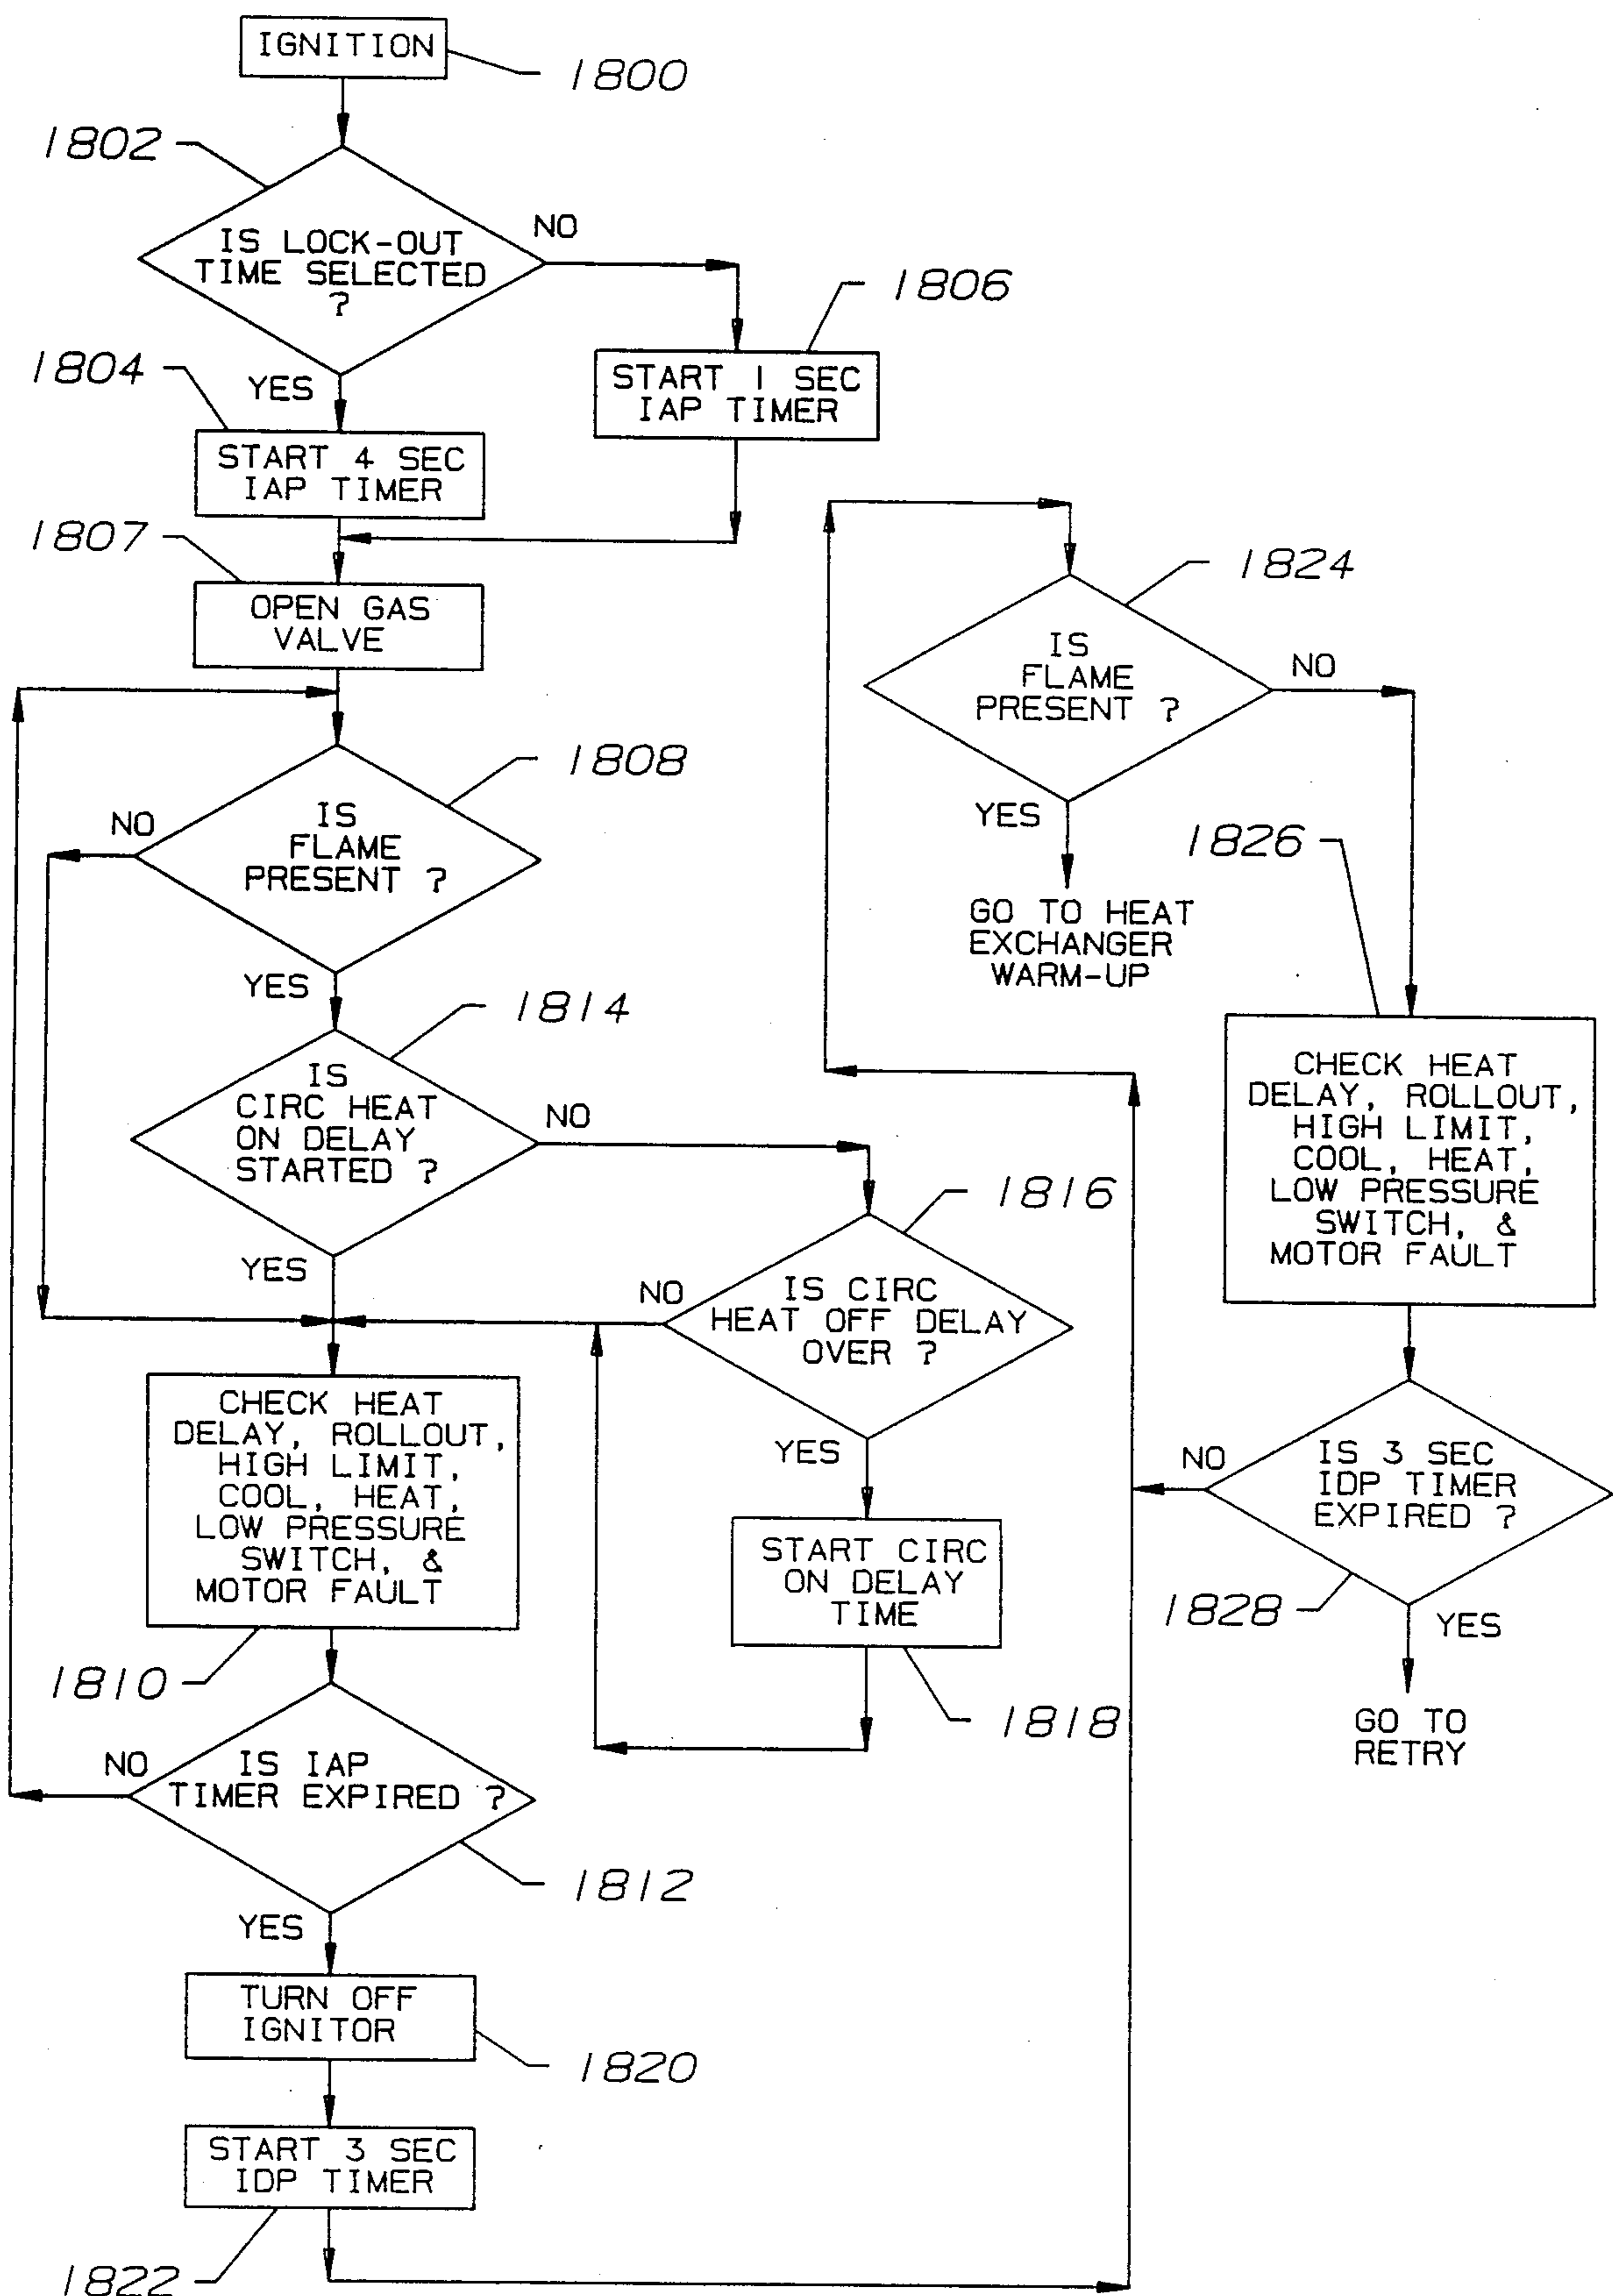 IGNITION
1800
1802
IS LOCK-OUT
TIME SELECTED
?
NO
YES
1806
START 1 SEC
IAP TIMER
1804
START 4 SEC
IAP TIMER
1807
OPEN GAS
VALVE
1808
IS
FLAME
PRESENT ?
NO
YES
1814
IS
CIRC HEAT
ON DELAY
STARTED ?
NO
YES
1816
IS CIRC
HEAT OFF DELAY
OVER ?
NO
YES
START CIRC
ON DELAY
TIME
1818
CHECK HEAT
DELAY, ROLLOUT,
HIGH LIMIT,
COOL, HEAT,
LOW PRESSURE
SWITCH, &
MOTOR FAULT
1810
IS IAP
TIMER EXPIRED ?
NO
1812
YES
TURN OFF
IGNITOR
1820
START 3 SEC
IDP TIMER
1822
1824
IS
FLAME
PRESENT ?
NO
YES
GO TO HEAT
EXCHANGER
WARM-UP
1826
CHECK HEAT
DELAY, ROLLOUT,
HIGH LIMIT,
COOL, HEAT,
LOW PRESSURE
SWITCH, &
MOTOR FAULT
IS 3 SEC
IDP TIMER
EXPIRED ?
NO
1828
YES
GO TO
RETRY